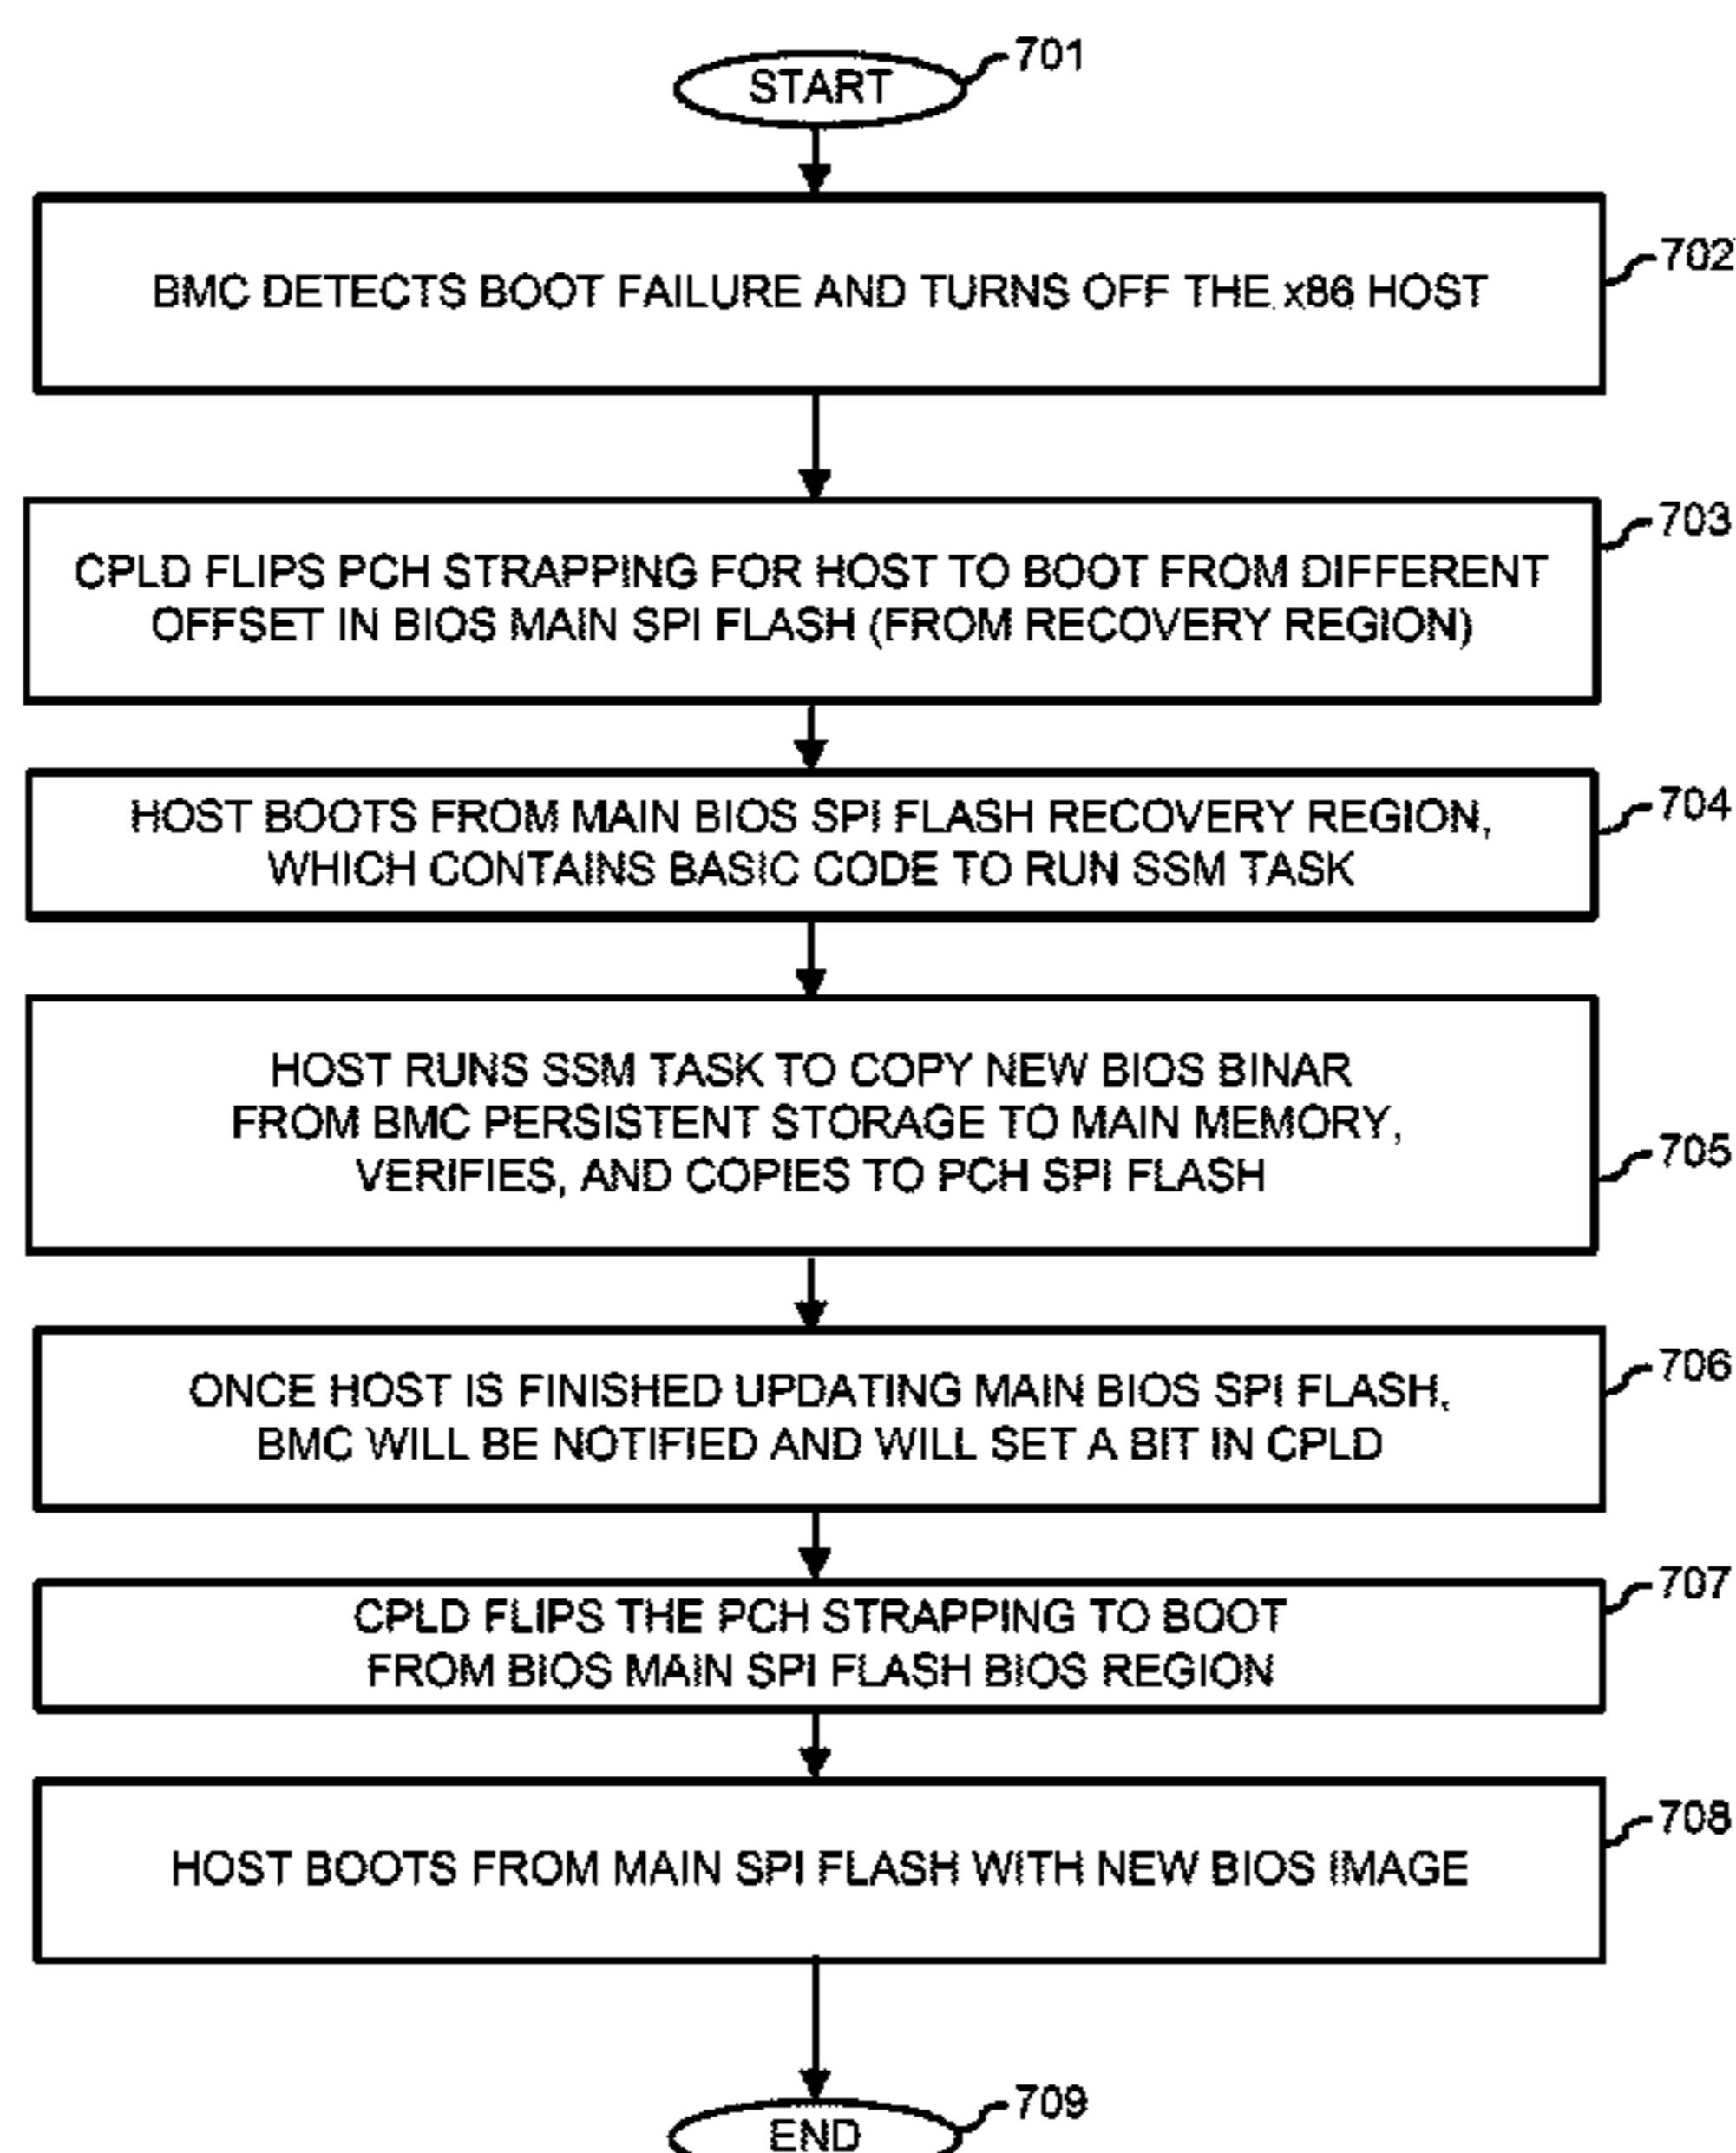 START
701
702
BMC DETECTS BOOT FAILURE AND TURNS OFF THE x86 HOST
703
CPLD FLIPS PCH STRAPPING FOR HOST TO BOOT FROM DIFFERENT
OFFSET IN BIOS MAIN SPI FLASH (FROM RECOVERY REGION)
704
HOST BOOTS FROM MAIN BIOS SPI FLASH RECOVERY REGION,
WHICH CONTAINS BASIC CODE TO RUN SSM TASK
HOST RUNS SSM TASK TO COPY NEW BIOS BINAR
FROM BMC PERSISTENT STORAGE TO MAIN MEMORY,
VERIFIES, AND COPIES TO PCH SPI FLASH
705
706
ONCE HOST IS FINISHED UPDATING MAIN BIOS SPI FLASH,
BMC WILL BE NOTIFIED AND WILL SET A BIT IN CPLD
707
CPLD FLIPS THE PCH STRAPPING TO BOOT
FROM BIOS MAIN SPI FLASH BIOS REGION
708
HOST BOOTS FROM MAIN SPI FLASH WITH NEW BIOS IMAGE
709
END